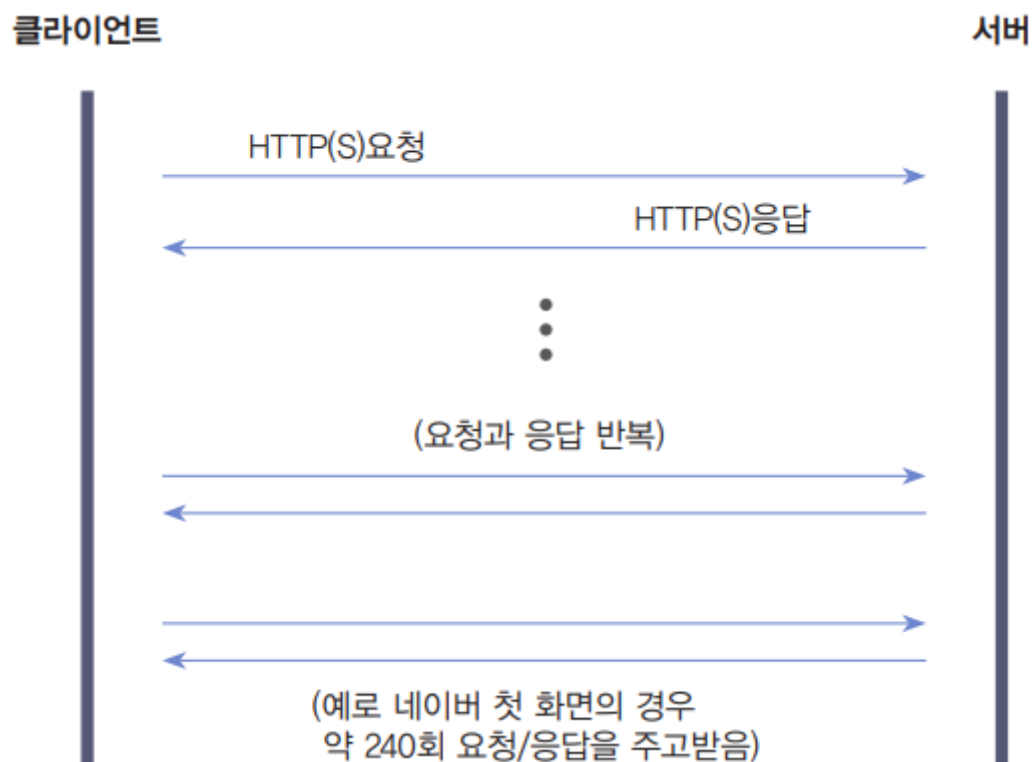 클라이언트
서버
HTTP(S)요청
HTTP(S)응답
(요청과 응답 반복)
(예로 네이버 첫 화면의 경우
약 240회 요청/응답을 주고받음)